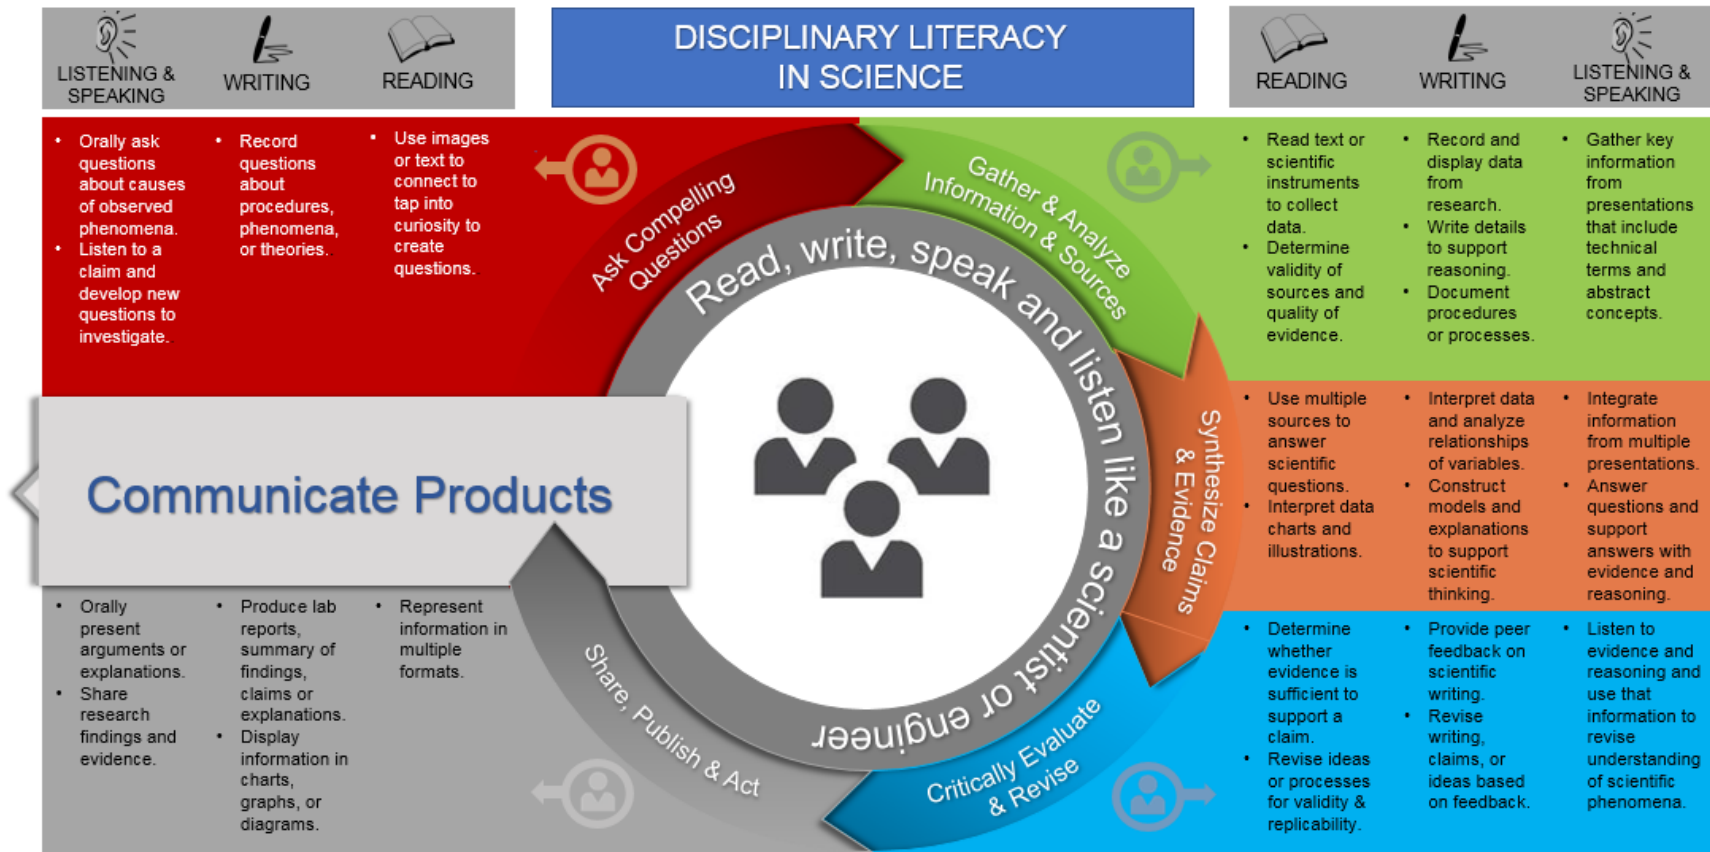 DISCIPLINARY LITERACY
IN SCIENCE
LISTENING &
SPEAKING
WRITING
READING
READING
WRITING
LISTENING &
SPEAKING
• Orally ask
questions
about causes
of observed
phenomena.
• Listen to a
claim and
develop new
questions to
investigate.
• Record
questions
about
procedures,
phenomena,
or theories.
• Use images
or text to
connect to
tap into
curiosity to
create
questions.
Ask Compelling
Questions
Gather & Analyze
Information & Sources
• Read text or
scientific
instruments
to collect
data.
• Determine
validity of
sources and
quality of
evidence.
• Record and
display data
from
research.
• Write details
to support
reasoning.
• Document
procedures
or processes.
• Gather key
information
from
presentations
that include
technical
terms and
abstract
concepts.
Read, write, speak and listen like a scientist or engineer
Synthesize Claims
& Evidence
• Use multiple
sources to
answer
scientific
questions.
• Interpret data
charts and
illustrations.
• Interpret data
and analyze
relationships
of variables.
• Construct
models and
explanations
to support
scientific
thinking.
• Integrate
information
from multiple
presentations.
• Answer
questions and
support
answers with
evidence and
reasoning.
Communicate Products
• Orally
present
arguments or
explanations.
• Share
research
findings and
evidence.
• Produce lab
reports,
summary of
findings,
claims or
explanations.
• Display
information in
charts,
graphs, or
diagrams.
• Represent
information in
multiple
formats.
Share, Publish & Act
Critically Evaluate
& Revise
• Determine
whether
evidence is
sufficient to
support a
claim.
• Revise ideas
or processes
for validity &
replicability.
• Provide peer
feedback on
scientific
writing.
• Revise
writing,
claims, or
ideas based
on feedback.
• Listen to
evidence and
reasoning and
use that
information to
revise
understanding
of scientific
phenomena.